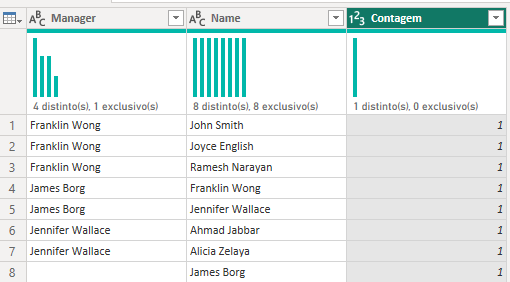 ABC Manager ABC Name 123 Contagem
4 distinto(s), 1 exclusivo(s) 8 distinto(s), 8 exclusivo(s) 1 distinto(s), 0 exclusivo(s)
1 Franklin Wong John Smith 1
2 Franklin Wong Joyce English 1
3 Franklin Wong Ramesh Narayan 1
4 James Borg Franklin Wong 1
5 James Borg Jennifer Wallace 1
6 Jennifer Wallace Ahmad Jabbar 1
7 Jennifer Wallace Alicia Zelaya 1
8 James Borg 1